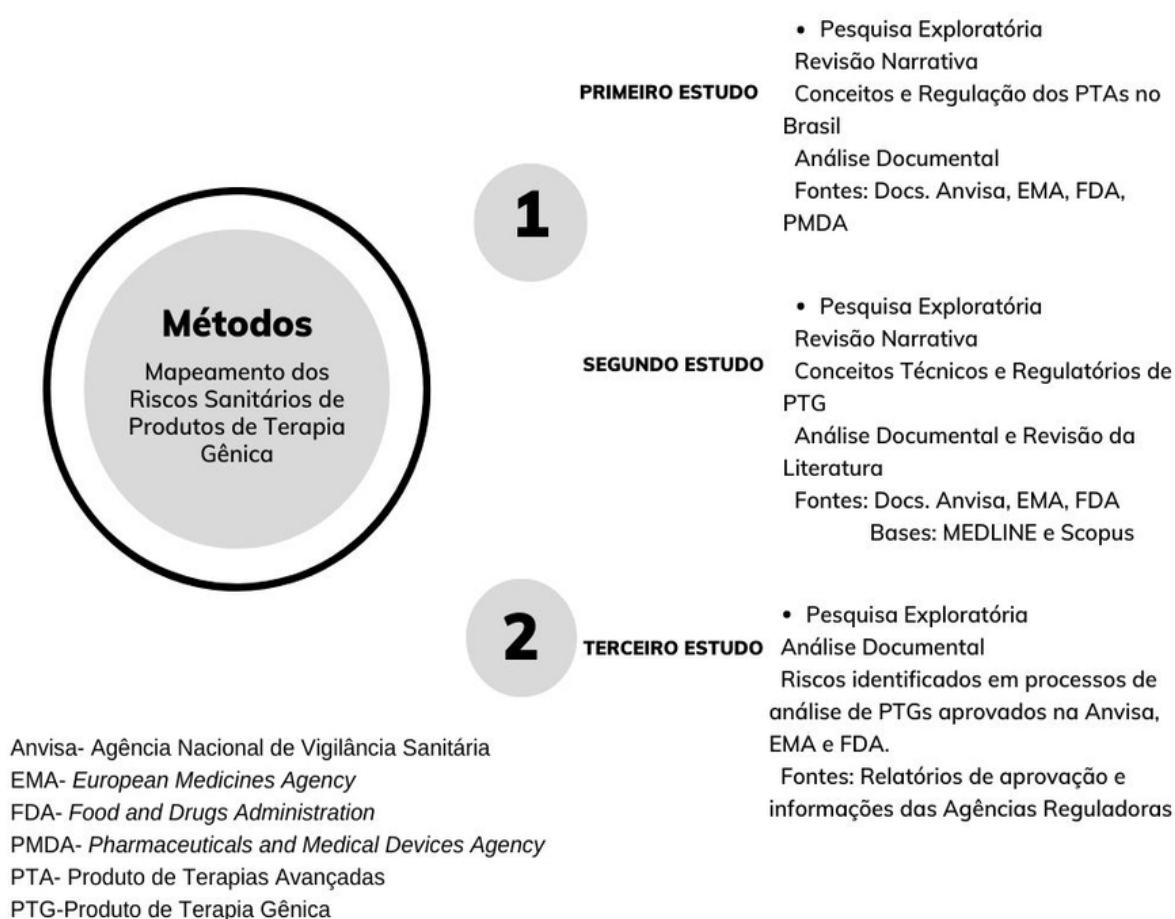 Métodos
Mapeamento dos
Riscos Sanitários de
Produtos de Terapia
Gênica
1
PRIMEIRO ESTUDO
• Pesquisa Exploratória
Revisão Narrativa
Conceitos e Regulação dos PTAs no
Brasil
Análise Documental
Fontes: Docs. Anvisa, EMA, FDA,
PMDA
SEGUNDO ESTUDO
• Pesquisa Exploratória
Revisão Narrativa
Conceitos Técnicos e Regulatórios de
PTG
Análise Documental e Revisão da
Literatura
Fontes: Docs. Anvisa, EMA, FDA
Bases: MEDLINE e Scopus
2
TERCEIRO ESTUDO
• Pesquisa Exploratória
Análise Documental
Riscos identificados em processos de
análise de PTGs aprovados na Anvisa,
EMA e FDA.
Fontes: Relatórios de aprovação e
informações das Agências Reguladoras
Anvisa- Agência Nacional de Vigilância Sanitária
EMA- European Medicines Agency
FDA- Food and Drugs Administration
PMDA- Pharmaceuticals and Medical Devices Agency
PTA- Produto de Terapias Avançadas
PTG-Produto de Terapia Gênica